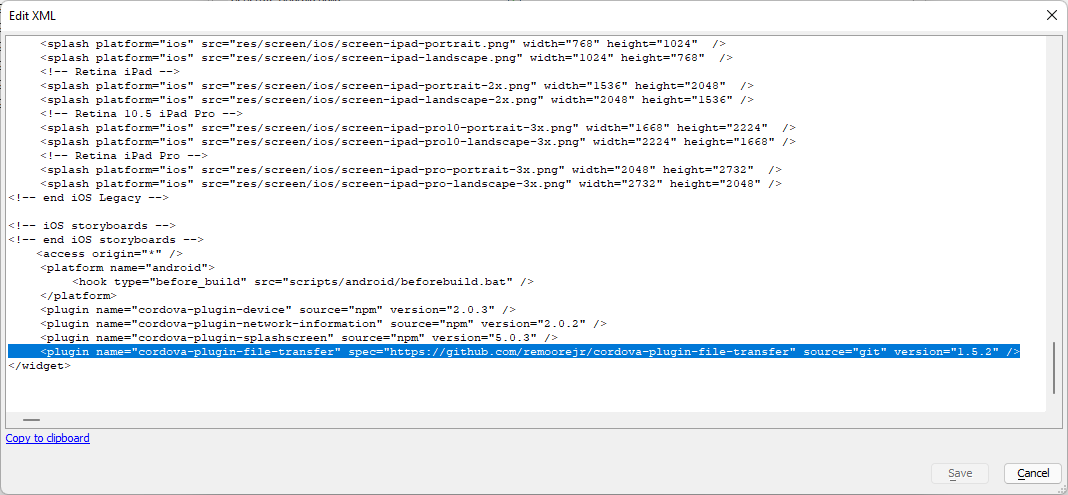 Edit XML
<splash platform="ios" src="res/screen/ios/screen-ipad-portrait.png" width="768" height="1024"  />
<splash platform="ios" src="res/screen/ios/screen-ipad-landscape.png" width="1024" height="768"  />
<!-- Retina iPad -->
<splash platform="ios" src="res/screen/ios/screen-ipad-portrait-2x.png" width="1536" height="2048"  />
<splash platform="ios" src="res/screen/ios/screen-ipad-landscape-2x.png" width="2048" height="1536" />
<!-- Retina 10.5 iPad Pro -->
<splash platform="ios" src="res/screen/ios/screen-ipad-pro10-portrait-3x.png" width="1668" height="2224"  />
<splash platform="ios" src="res/screen/ios/screen-ipad-pro10-landscape-3x.png" width="2224" height="1668" />
<!-- Retina iPad Pro -->
<splash platform="ios" src="res/screen/ios/screen-ipad-pro-portrait-3x.png" width="2048" height="2732"  />
<splash platform="ios" src="res/screen/ios/screen-ipad-pro-landscape-3x.png" width="2732" height="2048" />
<!-- end iOS Legacy -->
<!-- iOS storyboards -->
<!-- end iOS storyboards -->
<access origin="*" />
<platform name="android">
<hook type="before_build" src="scripts/android/beforebuild.bat" />
</platform>
<plugin name="cordova-plugin-device" source="npm" version="2.0.3" />
<plugin name="cordova-plugin-network-information" source="npm" version="2.0.2" />
<plugin name="cordova-plugin-splashscreen" source="npm" version="5.0.3" />
<plugin name="cordova-plugin-file-transfer" spec="https://github.com/remoorejr/cordova-plugin-file-transfer" source="git" version="1.5.2" />
</widget>
Copy to clipboard
Save
Cancel